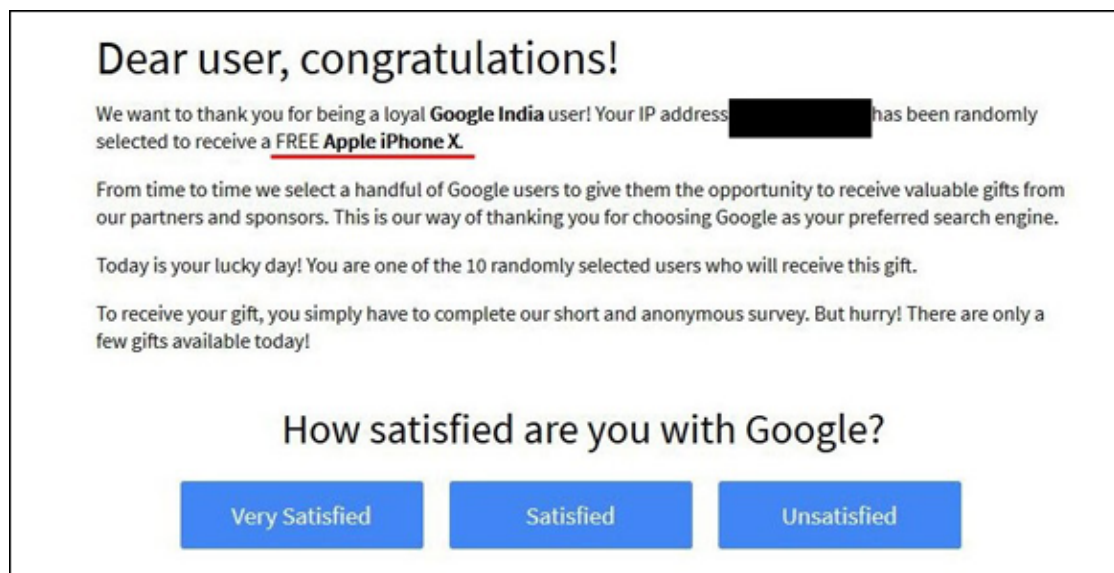 Dear user, congratulations!
We want to thank you for being a loyal Google India user! Your IP address has been randomly
selected to receive a FREE Apple iPhone X.
From time to time we select a handful of Google users to give them the opportunity to receive valuable gifts from
our partners and sponsors. This is our way of thanking you for choosing Google as your preferred search engine.
Today is your lucky day! You are one of the 10 randomly selected users who will receive this gift.
To receive your gift, you simply have to complete our short and anonymous survey. But hurry! There are only a
few gifts available today!
How satisfied are you with Google?
Very Satisfied
Satisfied
Unsatisfied